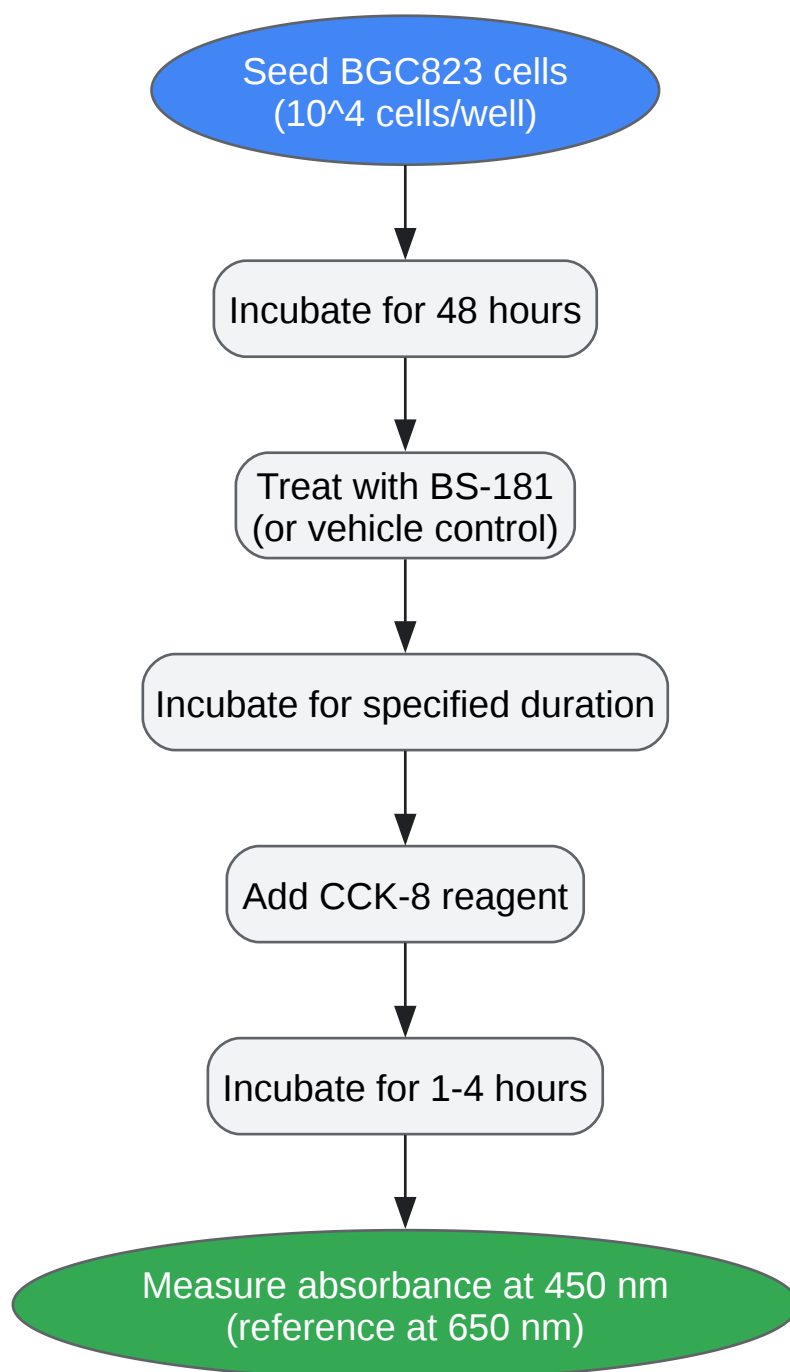 Seed BGC823 cells
(10^4 cells/well)
Incubate for 48 hours
Treat with BS-181
(or vehicle control)
Incubate for specified duration
Add CCK-8 reagent
Incubate for 1-4 hours
Measure absorbance at 450 nm
(reference at 650 nm)